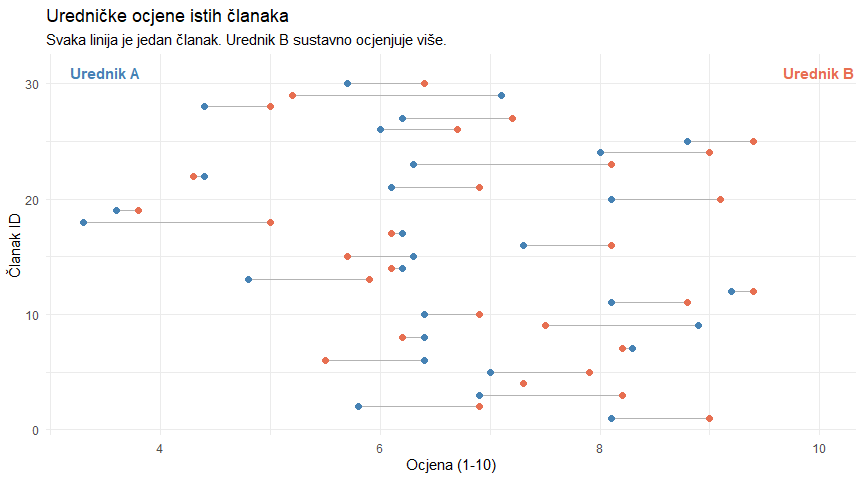 Uredničke ocjene istih članaka
Svaka linija je jedan članak. Urednik B sustavno ocjenjuje više.
Urednik A
Urednik B
30
20
10
0
Članak ID
4
6
8
10
Ocjena (1-10)